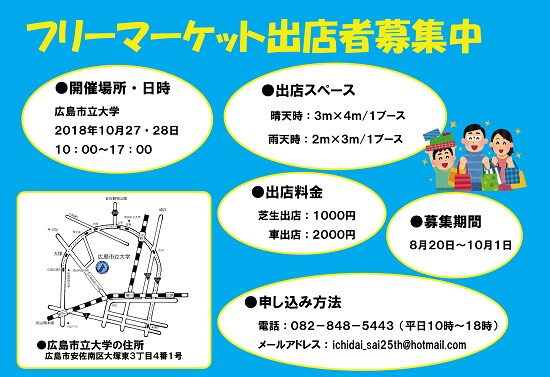 フリーマーケット出店者募集中
●開催場所・日時
広島市立大学
2018年10月27・28日
10：00～17：00
●出店スペース
晴天時：3m×4m/1ブース
雨天時：2m×3m/1ブース
●出店料金
芝生出店：1000円
車出店：2000円
●募集期間
8月20日～10月1日
広島市立大学
●広島市立大学の住所
広島市安佐南区大塚東3丁目4番1号
●申し込み方法
電話：082－848－5443（平日10時～18時）
メールアドレス：ichidai_sai25th@hotmail.com